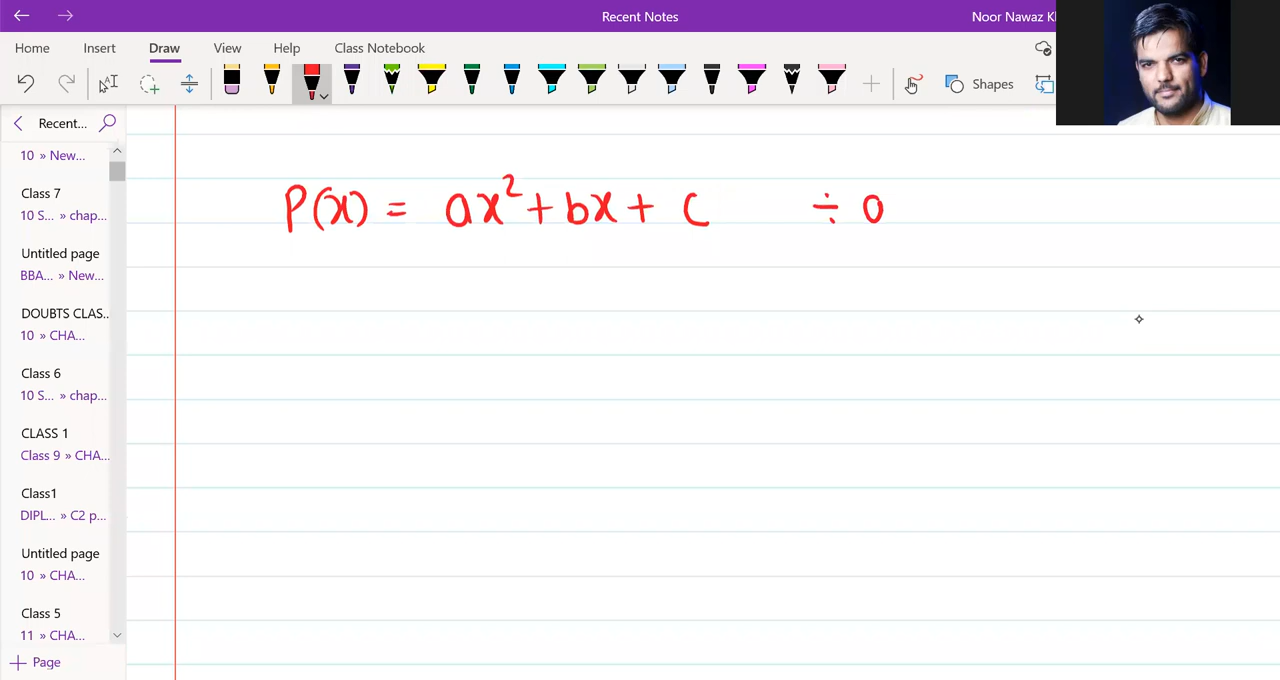 Recent Notes
Noor Nawaz Kh
Home Insert Draw View Help Class Notebook
Shapes
Recent...
10 » New...
Class 7
10 S... » chap...
Untitled page
BBA... » New...
DOUBTS CLAS..
10 » CHA...
Class 6
10 S... » chap...
CLASS 1
Class 9 » CHA...
Class1
DIPL... » C2 p...
Untitled page
10 » CHA...
Class 5
11 » CHA...
Page
P(x) = ax² + bx + c ÷ 0